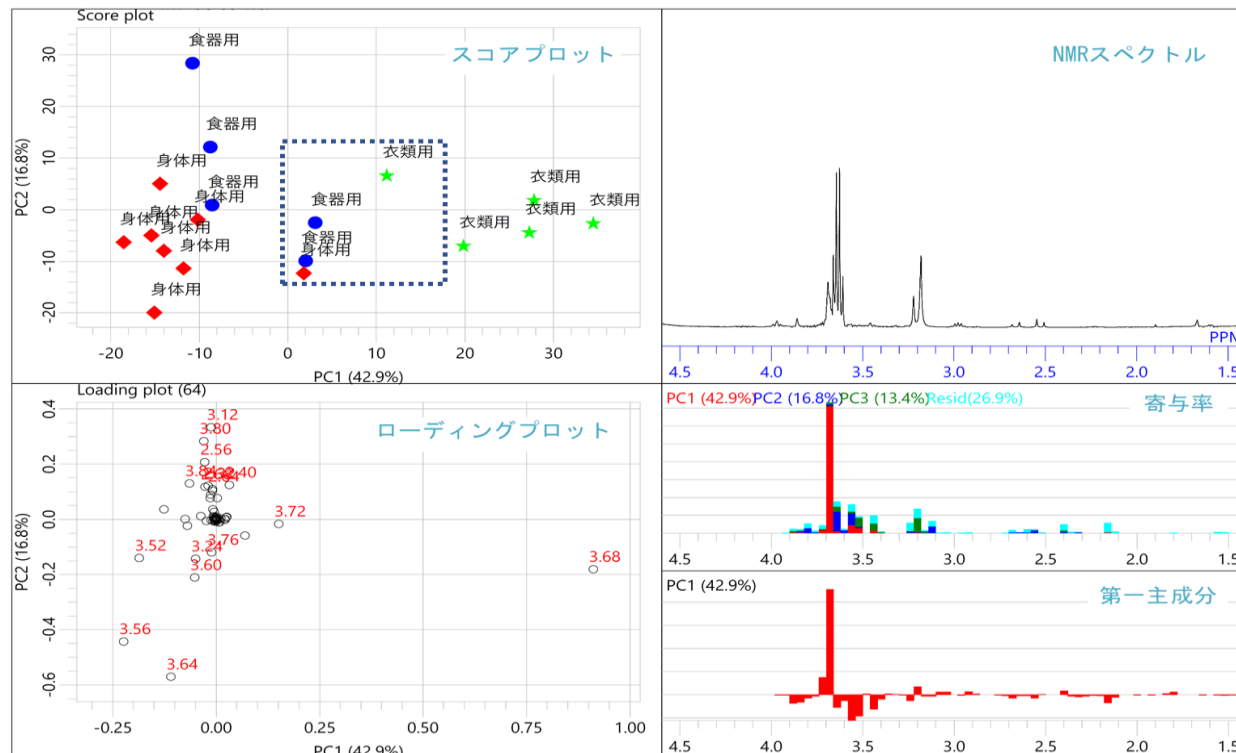 Score plot
スコアプロット
PC2 (16.8%)
30
20
10
0
-10
-20
食器用
食器用
身体用
食器用
身体用
身体用
身体用
身体用
身体用
身体用
食器用
食器用
身体用
衣類用
衣類用
衣類用
衣類用
衣類用
-20
-10
0
10
20
30
PC1 (42.9%)
NMRスペクトル
PPM
4.5
4.0
3.5
3.0
2.5
2.0
1.5
Loading plot (64)
ローディングプロット
PC2 (16.8%)
0.4
0.2
0.0
-0.2
-0.4
-0.6
3.12
3.80
2.56
3.84
2.40
3.72
3.76
3.52
3.24
3.60
3.68
3.56
3.64
-0.25
0.00
0.25
0.50
0.75
1.00
PC1 (42.9%)
PC1 (42.9%) PC2 (16.8%) PC3 (13.4%) Resid(26.9%)
寄与率
4.5
4.0
3.5
3.0
2.5
2.0
1.5
PC1 (42.9%)
第一主成分
4.5
4.0
3.5
3.0
2.5
2.0
1.5